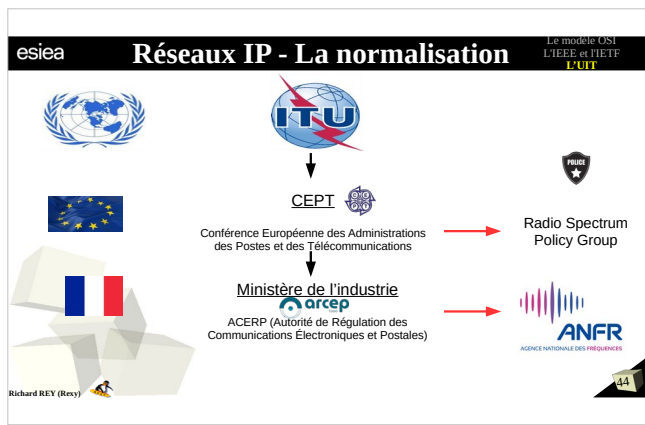 esiea
Réseaux IP - La normalisation
Le modèle OSI
L'IEEE et l'IETF
L'UIT
ITU
CEPT
CEPT
Conférence Européenne des Administrations
des Postes et des Télécommunications
POLICE
Radio Spectrum
Policy Group
Ministère de l'industrie
arcep
ACERP (Autorité de Régulation des
Communications Électroniques et Postales)
ANFR
AGENCE NATIONALE DES FRÉQUENCES
Richard REY (Rexy)
44